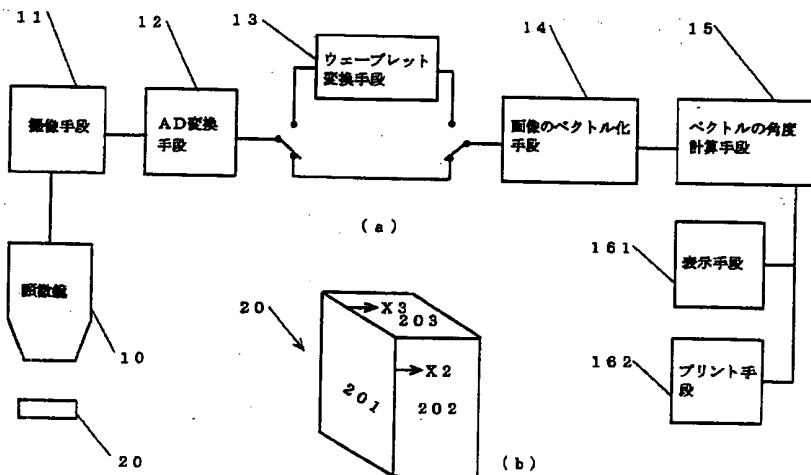 11
12
13
14
15
撮像手段
AD変換
手段
ウェーブレット
変換手段
画像のベクトル化
手段
ベクトルの角度
計算手段
(a)
顕微鏡
10
20
20
X3
203
X2
201
202
(b)
161
表示手段
162
プリント手
段